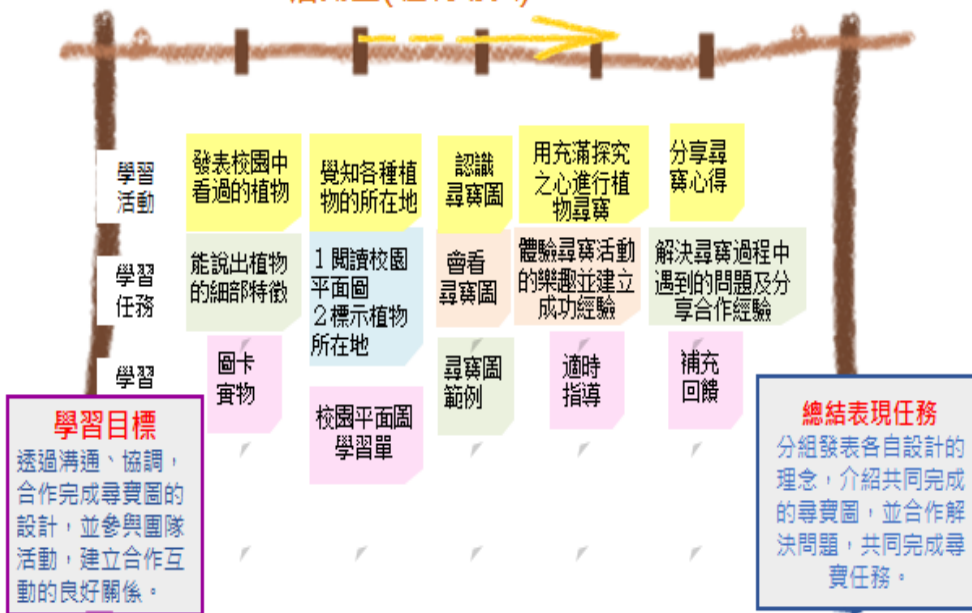 學習
活動
發表校園中
看過的植物
覺知各種植
物的所在地
認識
尋寶圖
用充滿探究
之心進行植
物尋寶
分享尋
寶心得
學習
任務
能說出植物
的細部特徵
1 閱讀校園
平面圖
2 標示植物
所在地
會看
尋寶圖
體驗尋寶活動
的樂趣並建立
成功經驗
解決尋寶過程中
遇到的問題及分
享合作經驗
學習
圖卡
實物
校園平面圖
學習單
尋寶圖
範例
適時
指導
補充
回饋
學習目標
透過溝通、協調，
合作完成尋寶圖的
設計，並參與團隊
活動，建立合作互
動的良好關係。
總結表現任務
分組發表各自設計的
理念，介紹共同完成
的尋寶圖，並合作解
決問題，共同完成尋
寶任務。